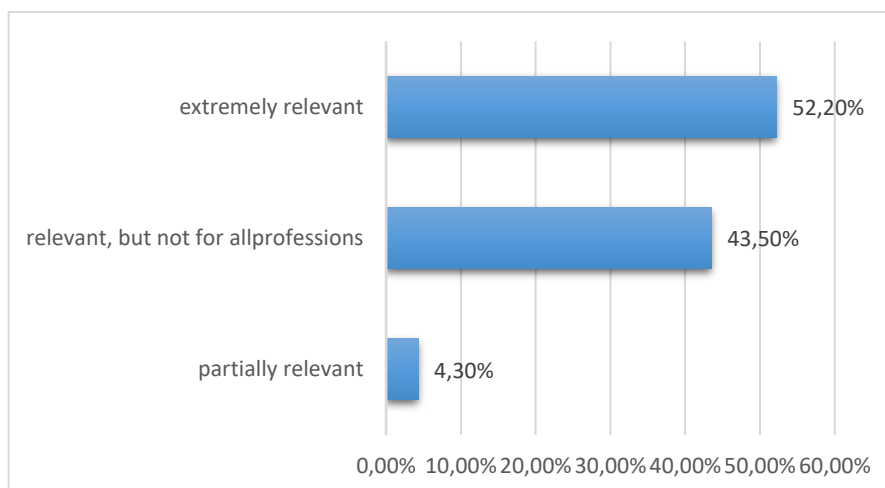 extremely relevant
52,20%
relevant, but not for allprofessions
43,50%
partially relevant
4,30%
0,00% 10,00% 20,00% 30,00% 40,00% 50,00% 60,00%